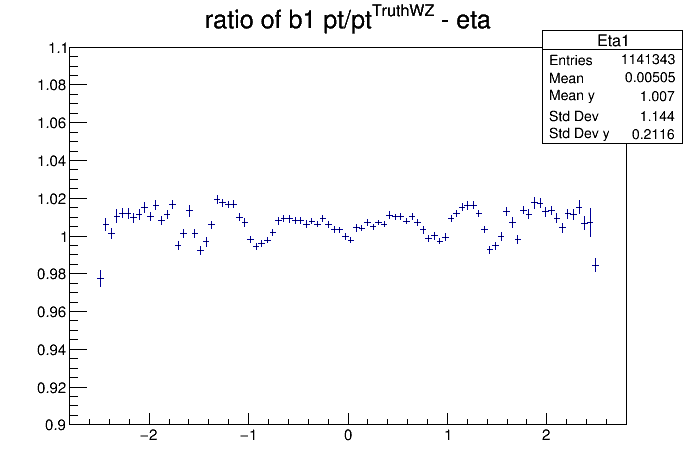 ratio of b1 pt/pt^TruthWZ - eta
Eta1
Entries 1141343
Mean 0.00505
Mean y 1.007
Std Dev 1.144
Std Dev y 0.2116
1.1
1.08
1.06
1.04
1.02
1
0.98
0.96
0.94
0.92
0.9
−2 −1 0 1 2